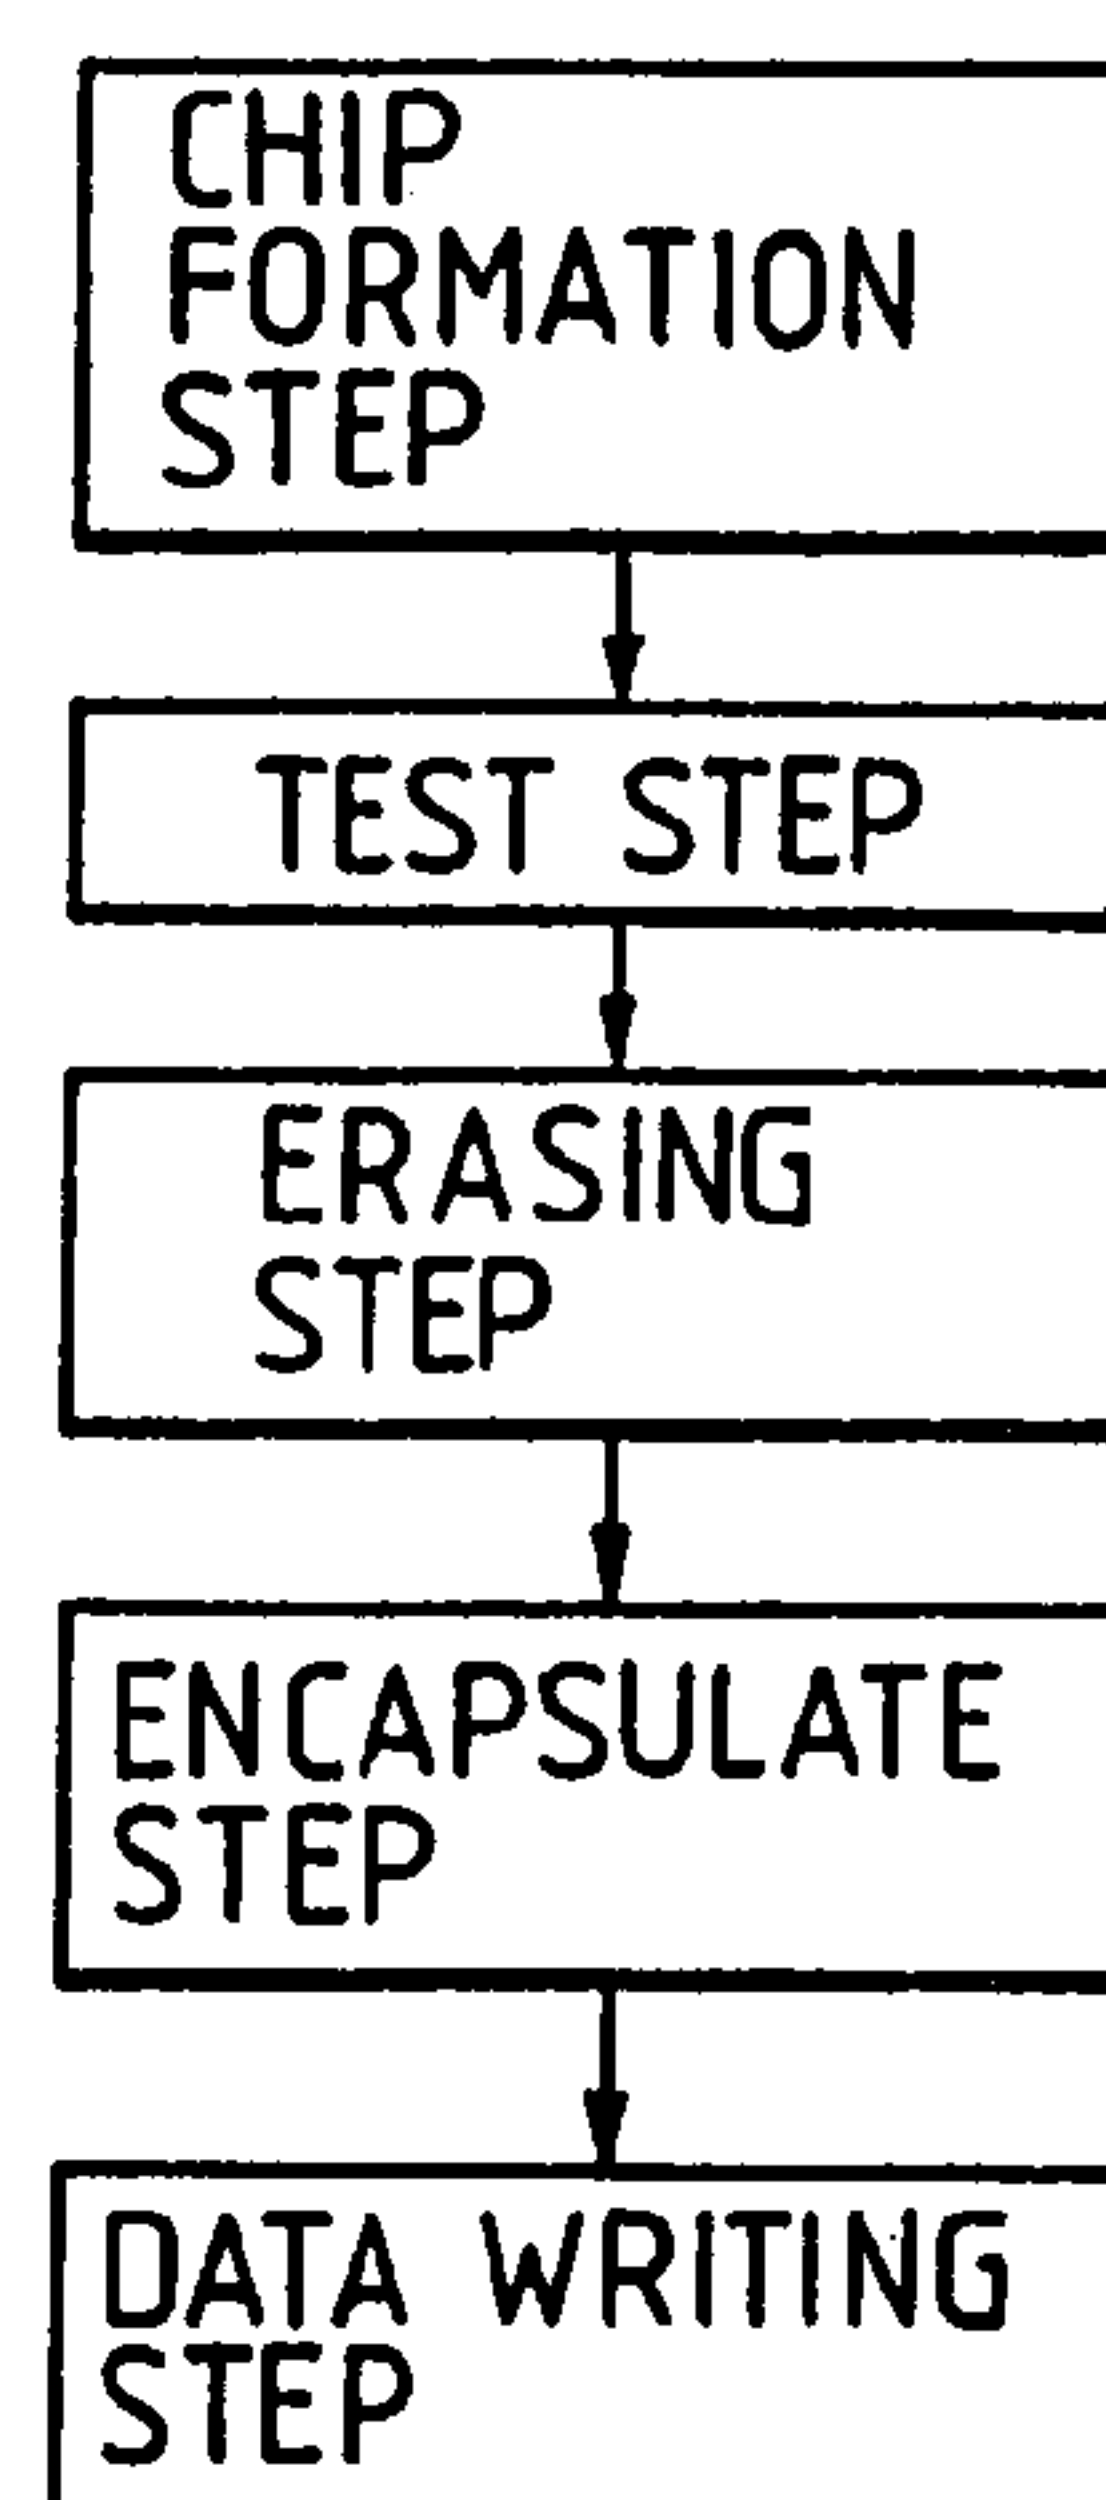 CHIP
FORMATION
STEP
TEST STEP
ERASING
STEP
ENCAPSULATE
STEP
DATA WRITING
STEP